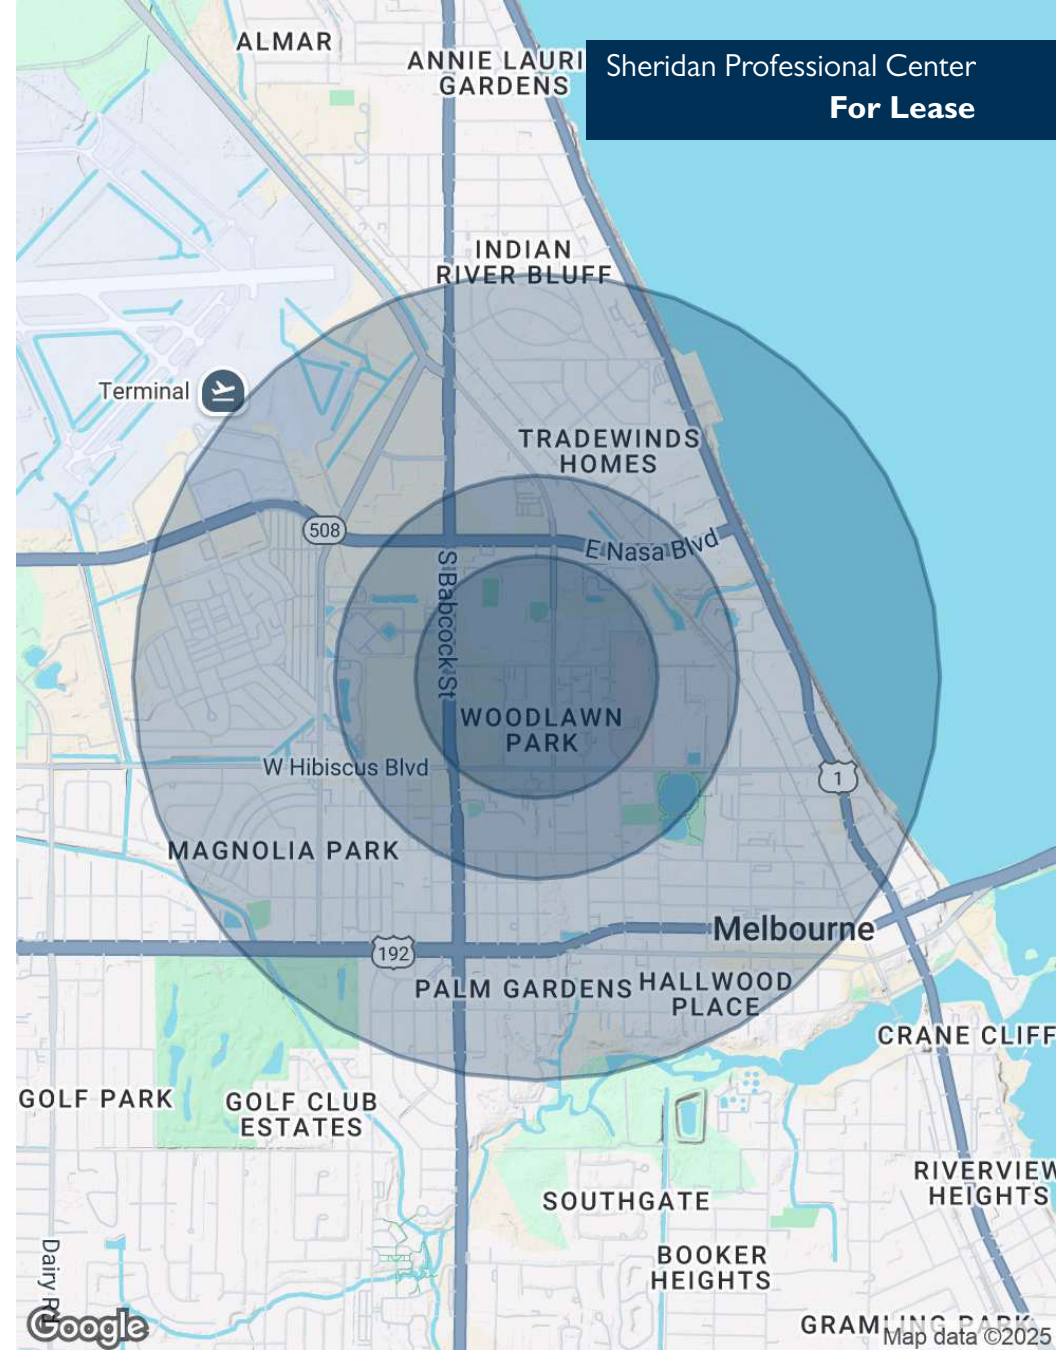 ALMAR
ANNIE LAURI
GARDENS
Sheridan Professional Center
For Lease
INDIAN
RIVER BLUFF
Terminal
TRADEWINDS
HOMES
508
E Nasa Blvd
S Babcock St
WOODLAWN
PARK
W Hibiscus Blvd
1
MAGNOLIA PARK
Melbourne
192
PALM GARDENS
HALLWOOD
PLACE
CRANE CLIFF
GOLF PARK
GOLF CLUB
ESTATES
RIVERVIEW
HEIGHTS
SOUTHGATE
Dairy Rd
BOOKER
HEIGHTS
GRAMLING PARK
Google
Map data ©2025